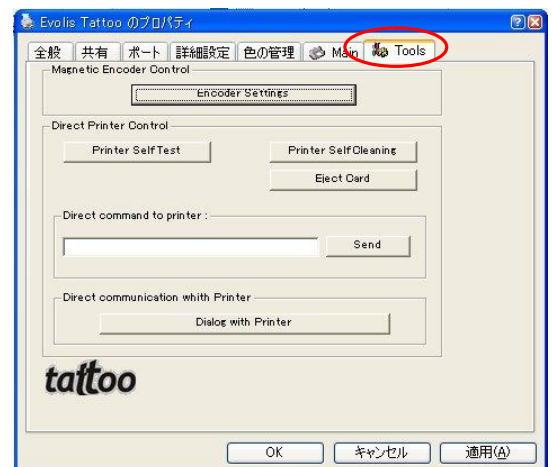 Evolis Tattoo のプロパティ
全般 共有 ポート 詳細設定 色の管理 Main Tools
Magnetic Encoder Control
Encoder Settings
Direct Printer Control
Printer SelfTest Printer SelfCleaning
Eject Card
Direct command to printer :
Send
Direct communication whith Printer
Dialog with Printer
tattoo
OK キャンセル 適用(A)